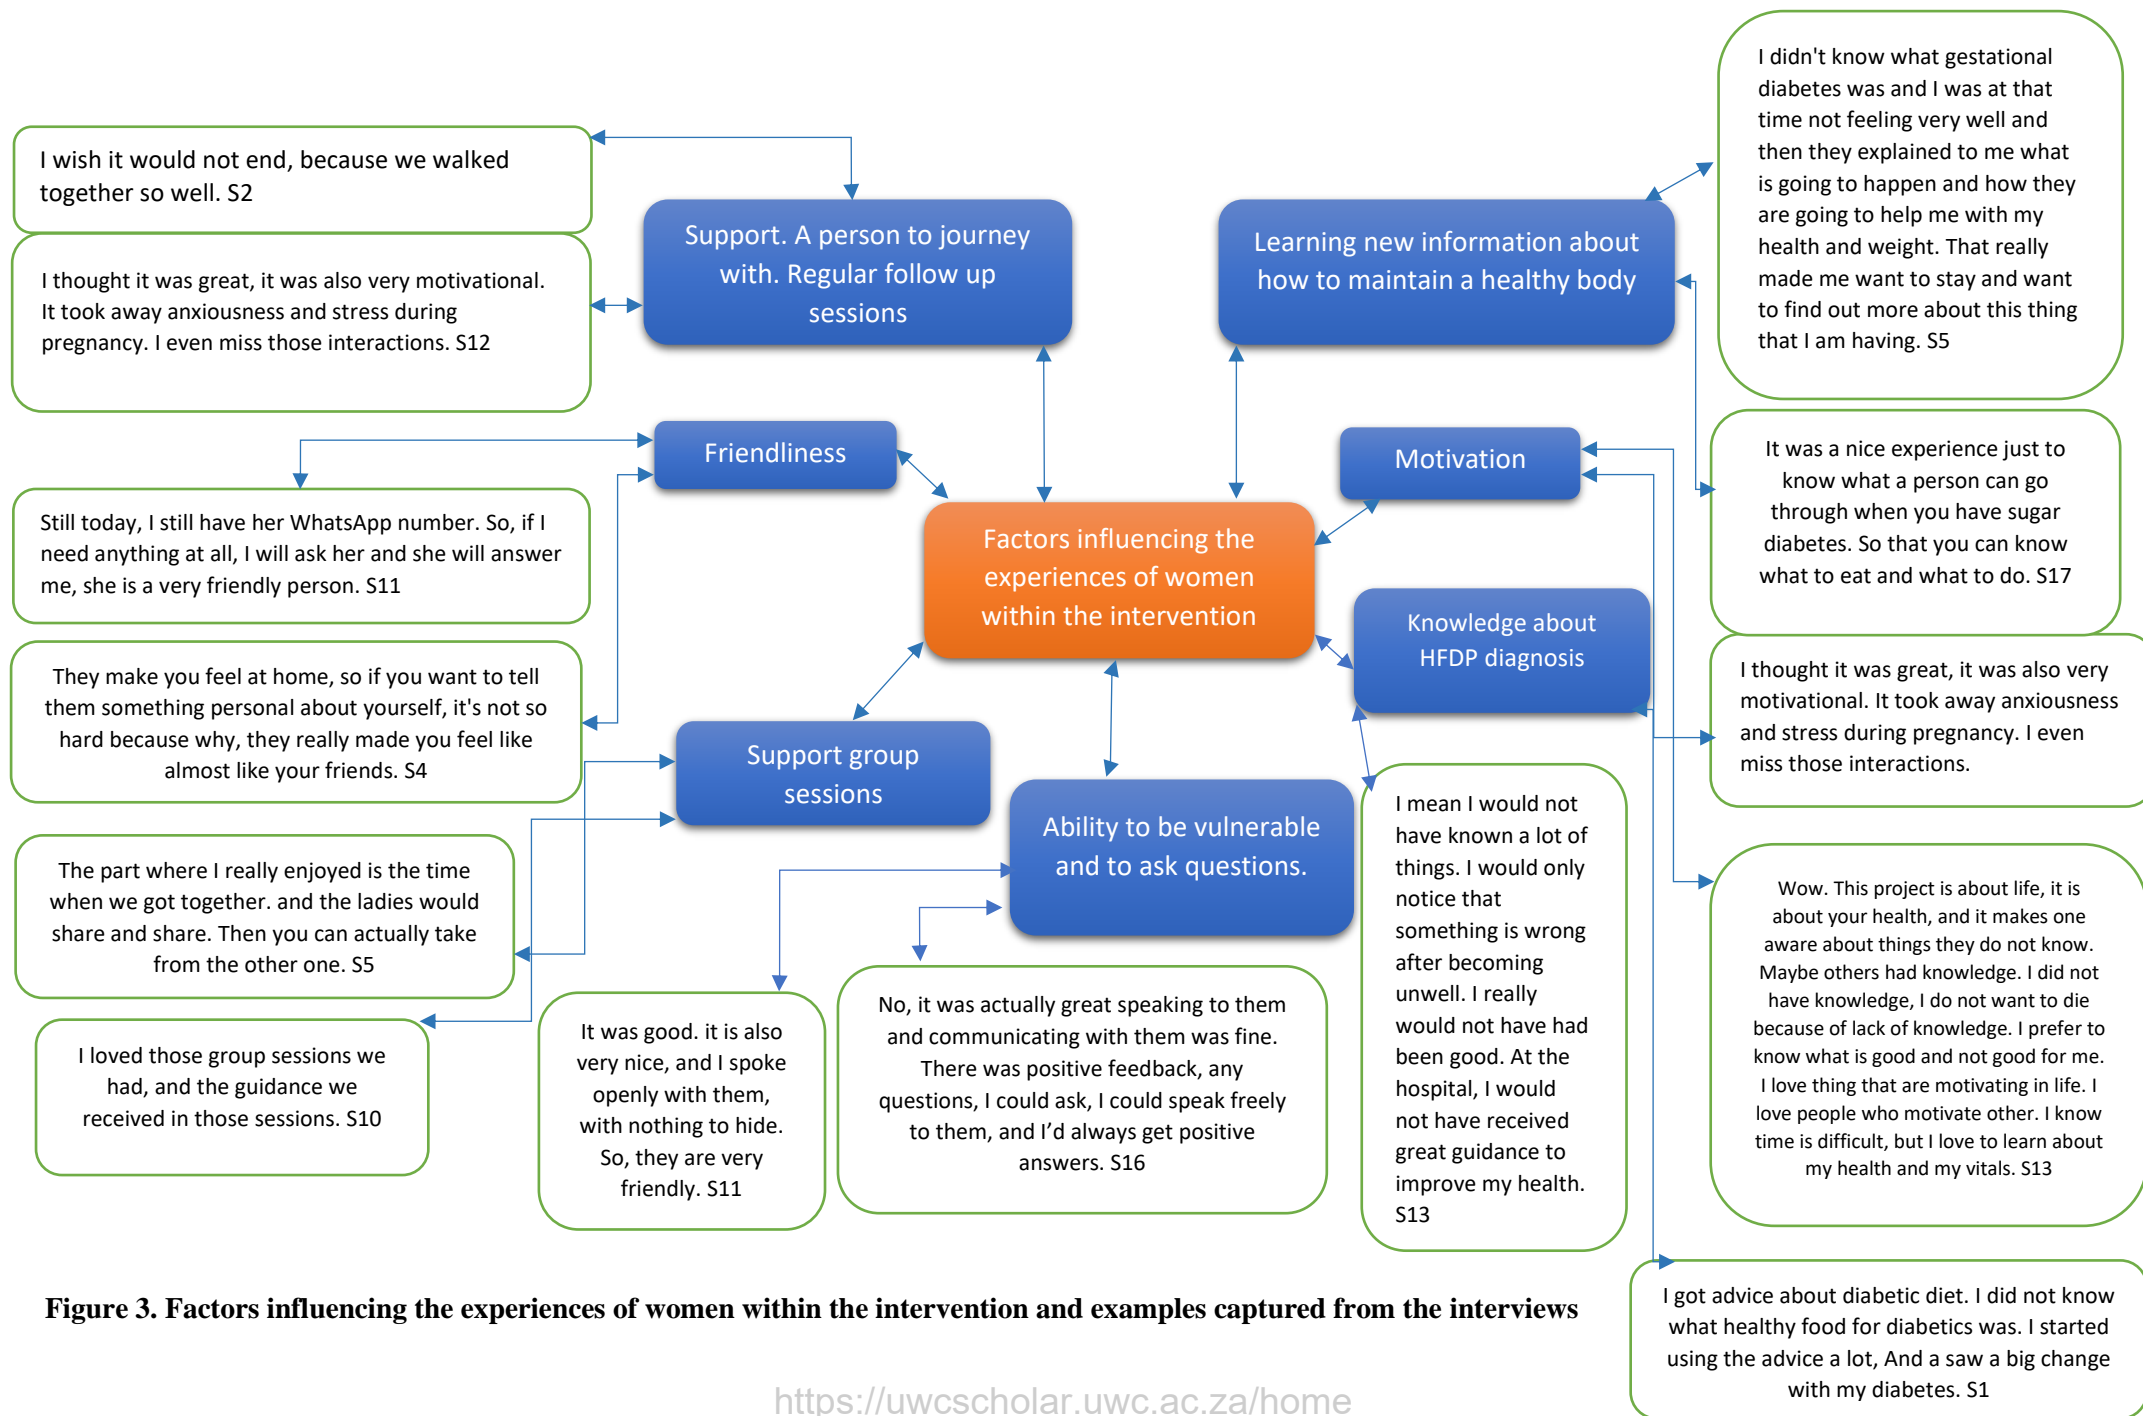 I wish it would not end, because we walked
together so well. S2
I thought it was great, it was also very motivational.
It took away anxiousness and stress during
pregnancy. I even miss those interactions. S12
Support. A person to journey
with. Regular follow up
sessions
Learning new information about
how to maintain a healthy body
I didn't know what gestational
diabetes was and I was at that
time not feeling very well and
then they explained to me what
is going to happen and how they
are going to help me with my
health and weight. That really
made me want to stay and want
to find out more about this thing
that I am having. S5
Friendliness
Motivation
It was a nice experience just to
know what a person can go
through when you have sugar
diabetes. So that you can know
what to eat and what to do. S17
Still today, I still have her WhatsApp number. So, if I
need anything at all, I will ask her and she will answer
me, she is a very friendly person. S11
Factors influencing the
experiences of women
within the intervention
Knowledge about
HFDP diagnosis
They make you feel at home, so if you want to tell
them something personal about yourself, it's not so
hard because why, they really made you feel like
almost like your friends. S4
I thought it was great, it was also very
motivational. It took away anxiousness
and stress during pregnancy. I even
miss those interactions.
Support group
sessions
Ability to be vulnerable
and to ask questions.
I mean I would not
have known a lot of
things. I would only
notice that
something is wrong
after becoming
unwell. I really
would not have had
been good. At the
hospital, I would
not have received
great guidance to
improve my health.
S13
The part where I really enjoyed is the time
when we got together. and the ladies would
share and share. Then you can actually take
from the other one. S5
Wow. This project is about life, it is
about your health, and it makes one
aware about things they do not know.
Maybe others had knowledge. I did not
have knowledge, I do not want to die
because of lack of knowledge. I prefer to
know what is good and not good for me.
I love thing that are motivating in life. I
love people who motivate other. I know
time is difficult, but I love to learn about
my health and my vitals. S13
I loved those group sessions we
had, and the guidance we
received in those sessions. S10
It was good. it is also
very nice, and I spoke
openly with them,
with nothing to hide.
So, they are very
friendly. S11
No, it was actually great speaking to them
and communicating with them was fine.
There was positive feedback, any
questions, I could ask, I could speak freely
to them, and I’d always get positive
answers. S16
I got advice about diabetic diet. I did not know
what healthy food for diabetics was. I started
using the advice a lot, And a saw a big change
with my diabetes. S1
Figure 3. Factors influencing the experiences of women within the intervention and examples captured from the interviews
https://uwcscholar.uwc.ac.za/home